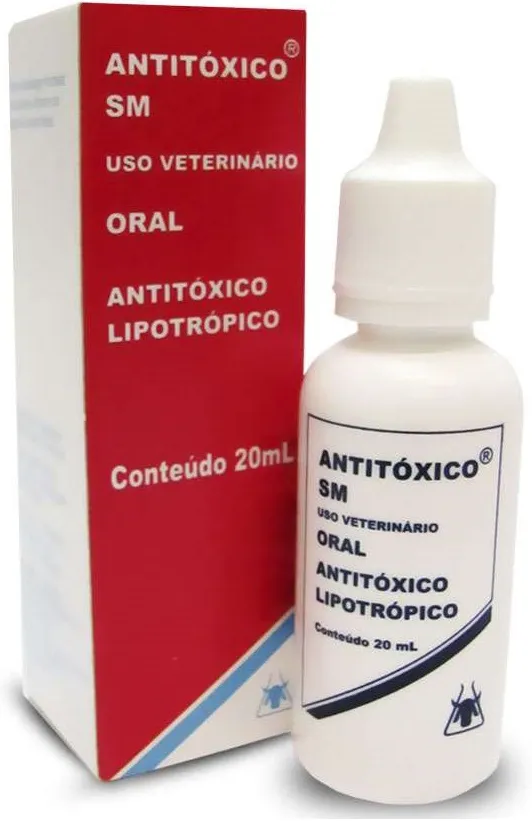 ANTITÓXICO®
SM
USO VETERINÁRIO
ORAL
ANTITÓXICO
LIPOTRÓPICO
Conteúdo 20mL
ANTITÓXICO®
SM
USO VETERINÁRIO
ORAL
ANTITÓXICO
LIPOTRÓPICO
Conteúdo 20 mL